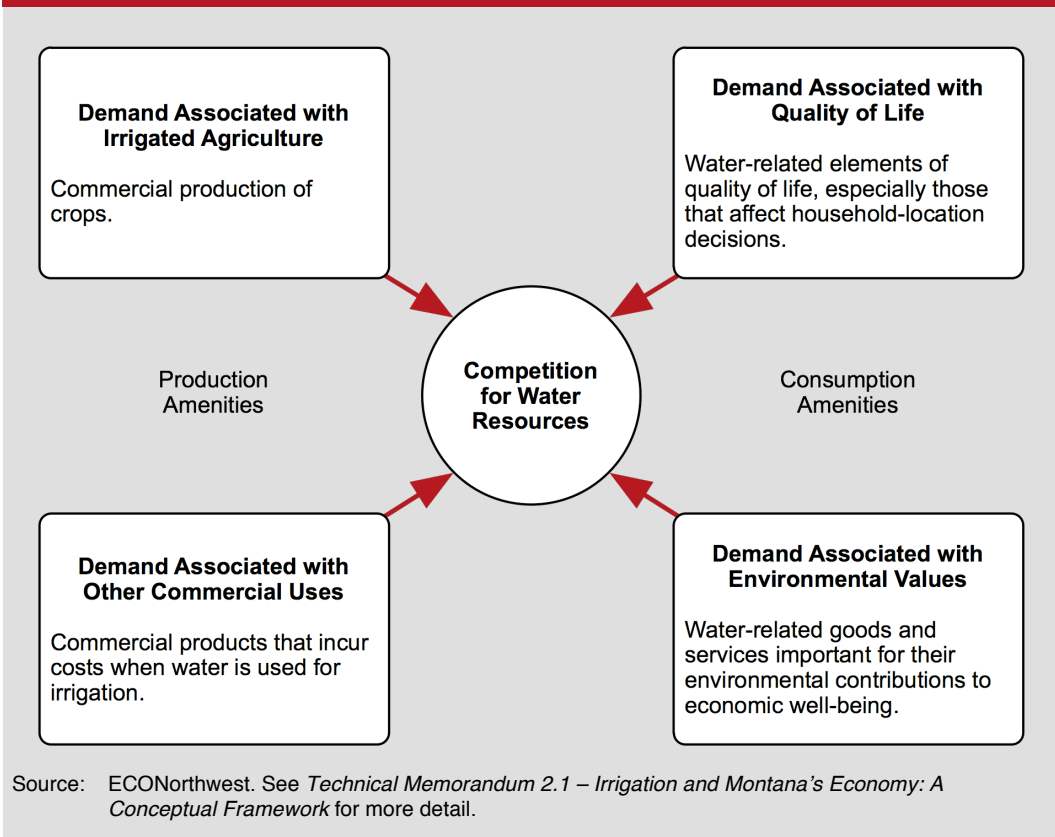 Demand Associated with
Irrigated Agriculture
Commercial production of
crops.
Demand Associated with
Quality of Life
Water-related elements of
quality of life, especially those
that affect household-location
decisions.
Production
Amenities
Competition
for Water
Resources
Consumption
Amenities
Demand Associated with
Other Commercial Uses
Commercial products that incur
costs when water is used for
irrigation.
Demand Associated with
Environmental Values
Water-related goods and
services important for their
environmental contributions to
economic well-being.
Source: ECONorthwest. See Technical Memorandum 2.1 – Irrigation and Montana's Economy: A
Conceptual Framework for more detail.